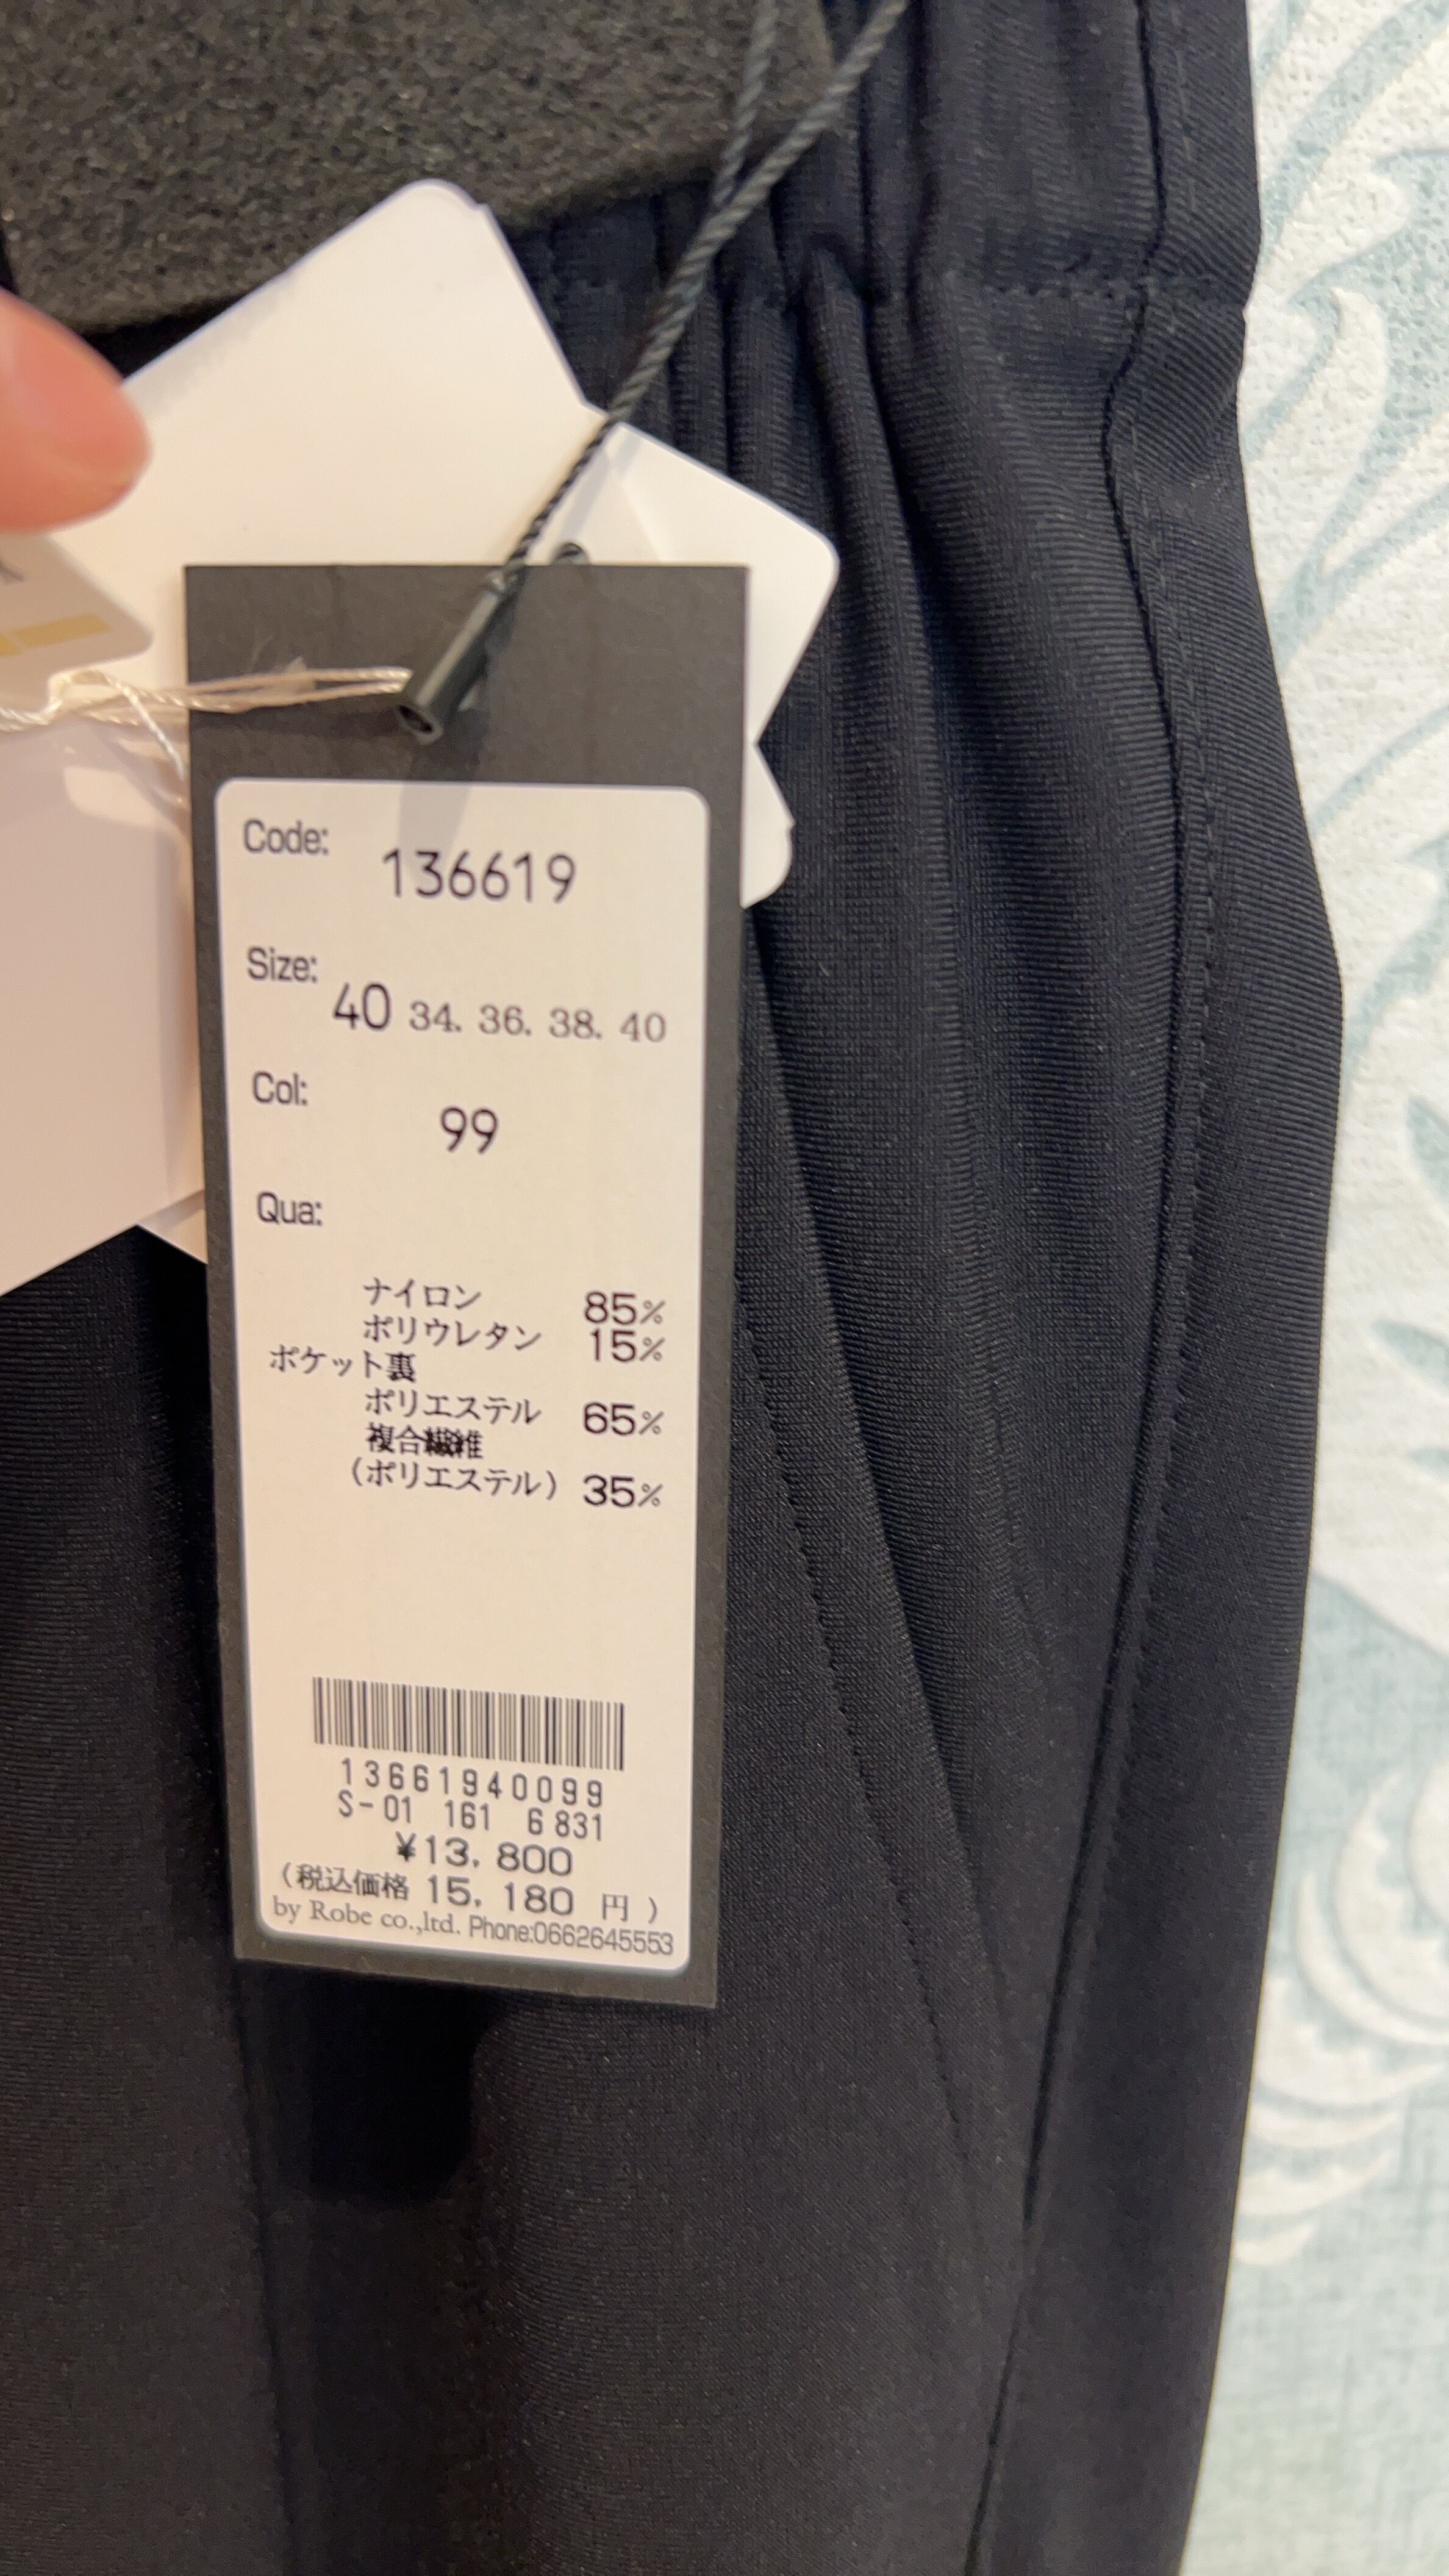 Code:
136619
Size:
40 34. 36. 38. 40
Col:
99
Qua:
ナイロン 85%
ポリウレタン 15%
ポケット裏
ポリエステル 65%
複合繊維
(ポリエステル) 35%
13661940099
S-01 161 6831
¥13,800
(税込価格 15,180 円)
by Robe co.,ltd. Phone:0662645553